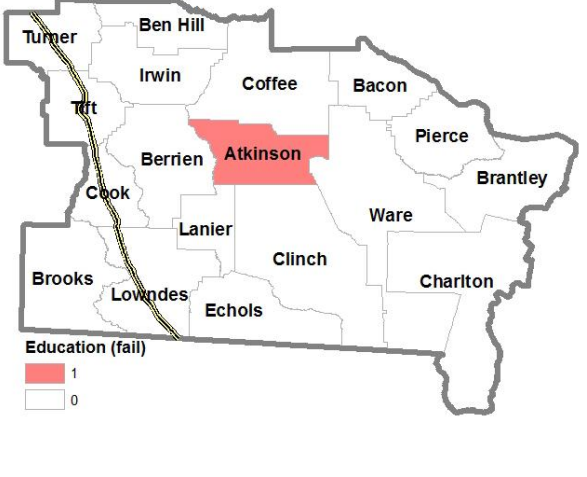 Ben Hill
Turner
Irwin
Coffee
Bacon
Tift
Pierce
Atkinson
Berrien
Brantley
Cook
Ware
Lanier
Clinch
Brooks
Charlton
Lowndes
Echols
Education (fail)
1
0